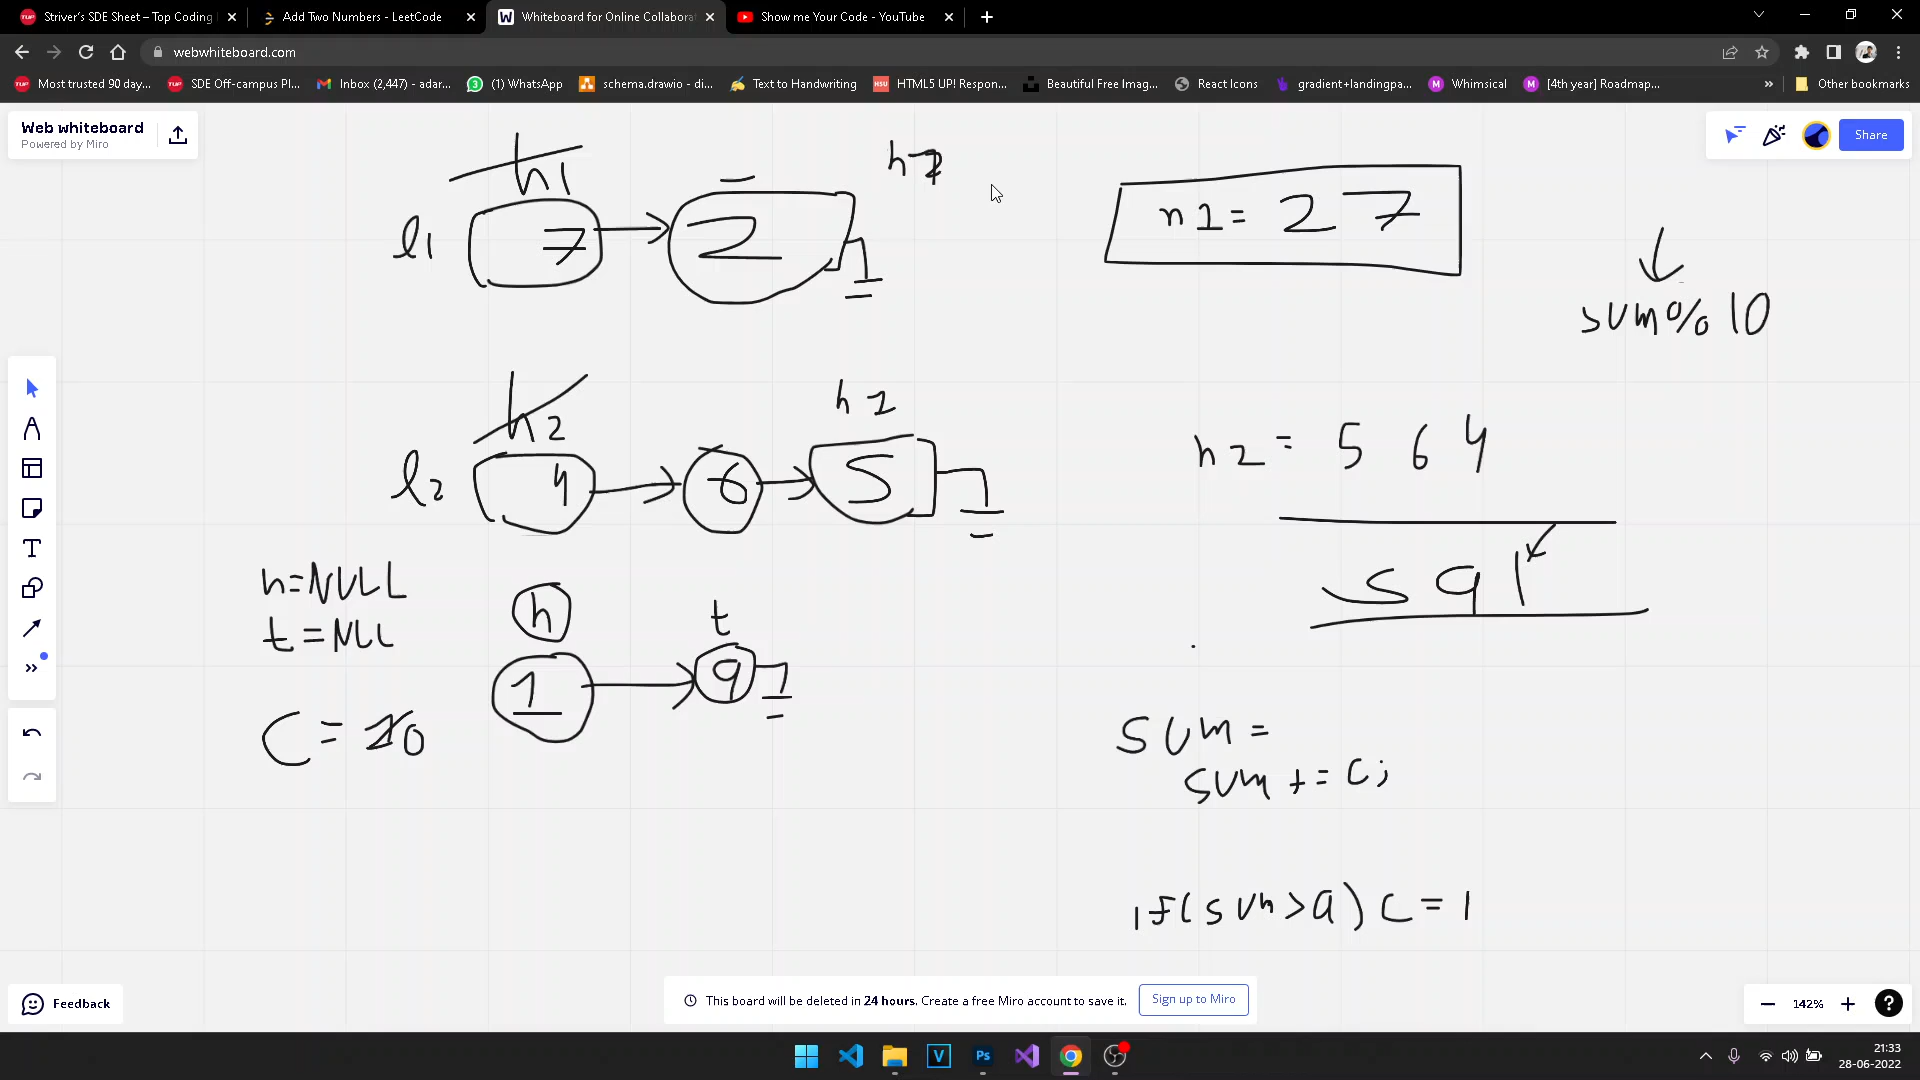 Striver's SDE Sheet – Top Coding
Add Two Numbers - LeetCode
Whiteboard for Online Collaborat
Show me Your Code - YouTube
webwhiteboard.com
Most trusted 90 day...
SDE Off-campus Pl...
Inbox (2,447) - adar...
(1) WhatsApp
schema.drawio - di...
Text to Handwriting
HTML5 UP! Respon...
Beautiful Free Imag...
React Icons
gradient+landingpa...
Whimsical
[4th year] Roadmap...
Other bookmarks
Web whiteboard
Powered by Miro
Share
h1
l1 7 2
n1 = 2 7
sum%10
h2
h2
l2 4 6 5
n2 = 5 6 4
5 9 1
h=NULL
t=NLL
h
t
1 9
C = 0
sum =
sum += c;
if(sum>9) c = 1
This board will be deleted in 24 hours. Create a free Miro account to save it.
Sign up to Miro
Feedback
142%
21:33
28-06-2022